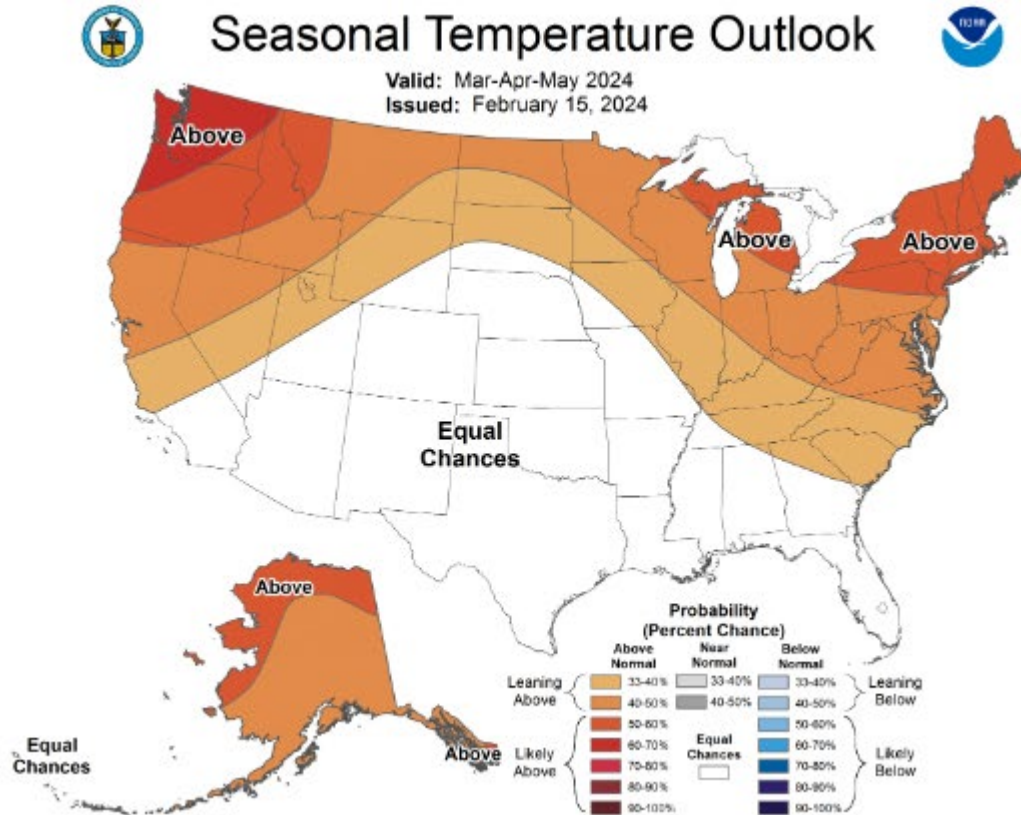 Seasonal Temperature Outlook
NOAA
Valid: Mar-Apr-May 2024
Issued: February 15, 2024
Above
Above
Above
Equal
Chances
Above
Above
Equal
Chances
Probability
(Percent Chance)
Above
Normal
Near
Normal
Below
Normal
Leaning
Above
33-40%
33-40%
33-40%
Leaning
Below
40-50%
40-50%
40-50%
Likely
Above
50-60%
50-60%
Likely
Below
60-70%
Equal
Chances
60-70%
70-80%
70-80%
80-90%
80-90%
90-100%
90-100%